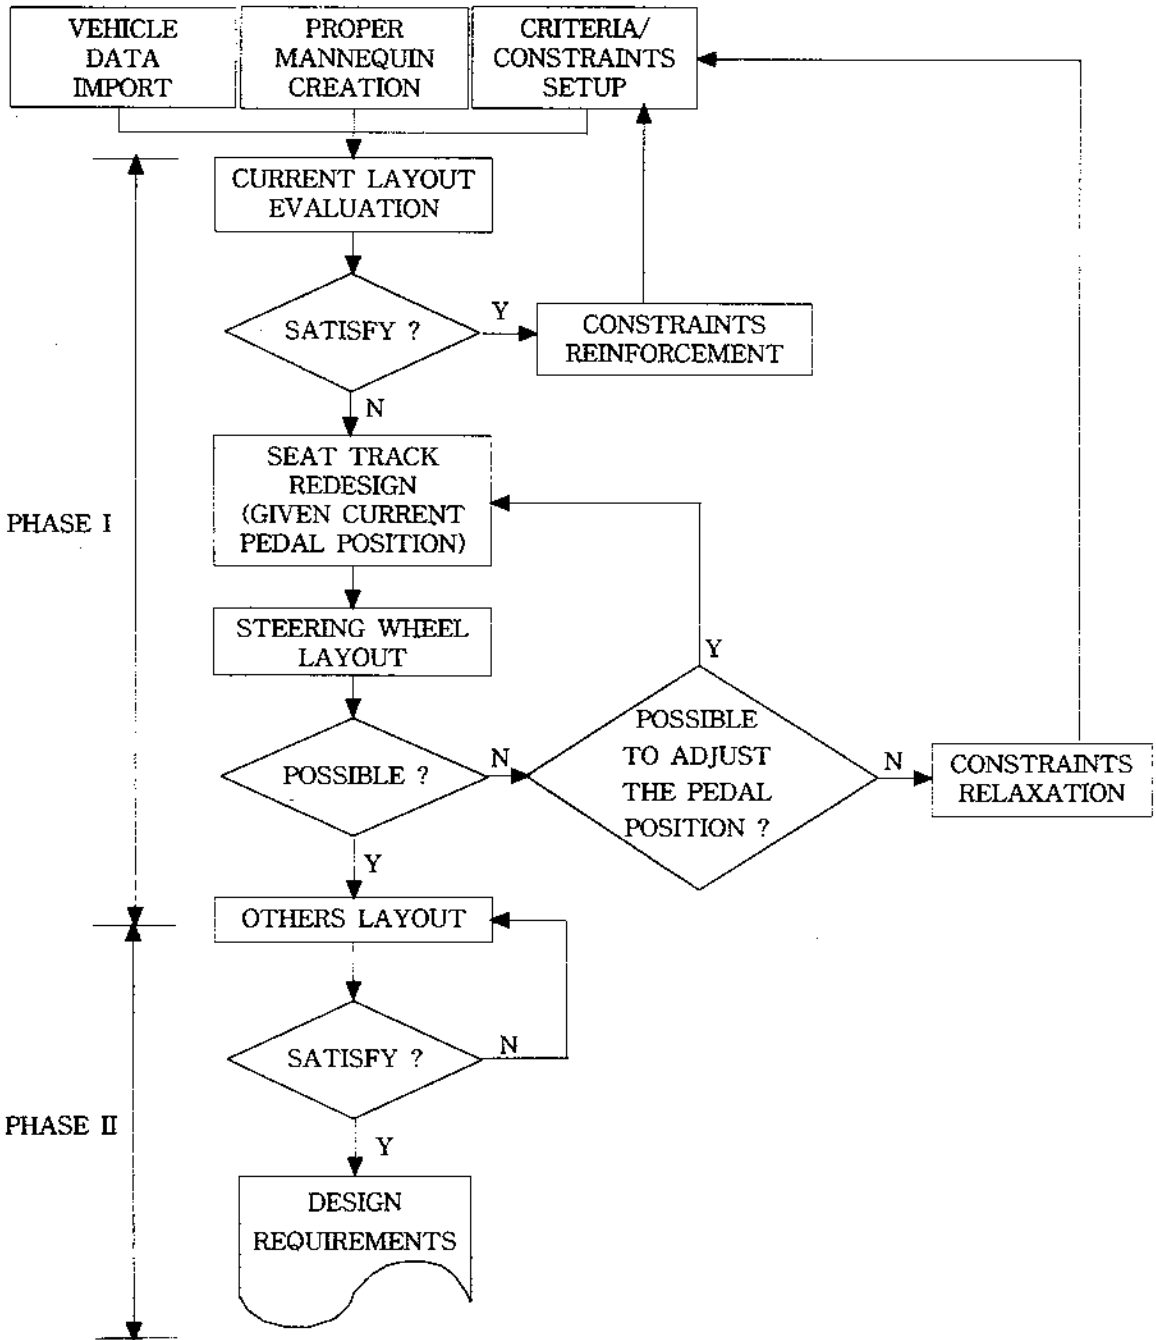 VEHICLE
DATA
IMPORT
PROPER
MANNEQUIN
CREATION
CRITERIA/
CONSTRAINTS
SETUP
CURRENT LAYOUT
EVALUATION
SATISFY ?
Y
CONSTRAINTS
REINFORCEMENT
N
SEAT TRACK
REDESIGN
(GIVEN CURRENT
PEDAL POSITION)
PHASE I
STEERING WHEEL
LAYOUT
Y
POSSIBLE ?
N
POSSIBLE
TO ADJUST
THE PEDAL
POSITION ?
N
CONSTRAINTS
RELAXATION
Y
OTHERS LAYOUT
SATISFY ?
N
PHASE II
Y
DESIGN
REQUIREMENTS